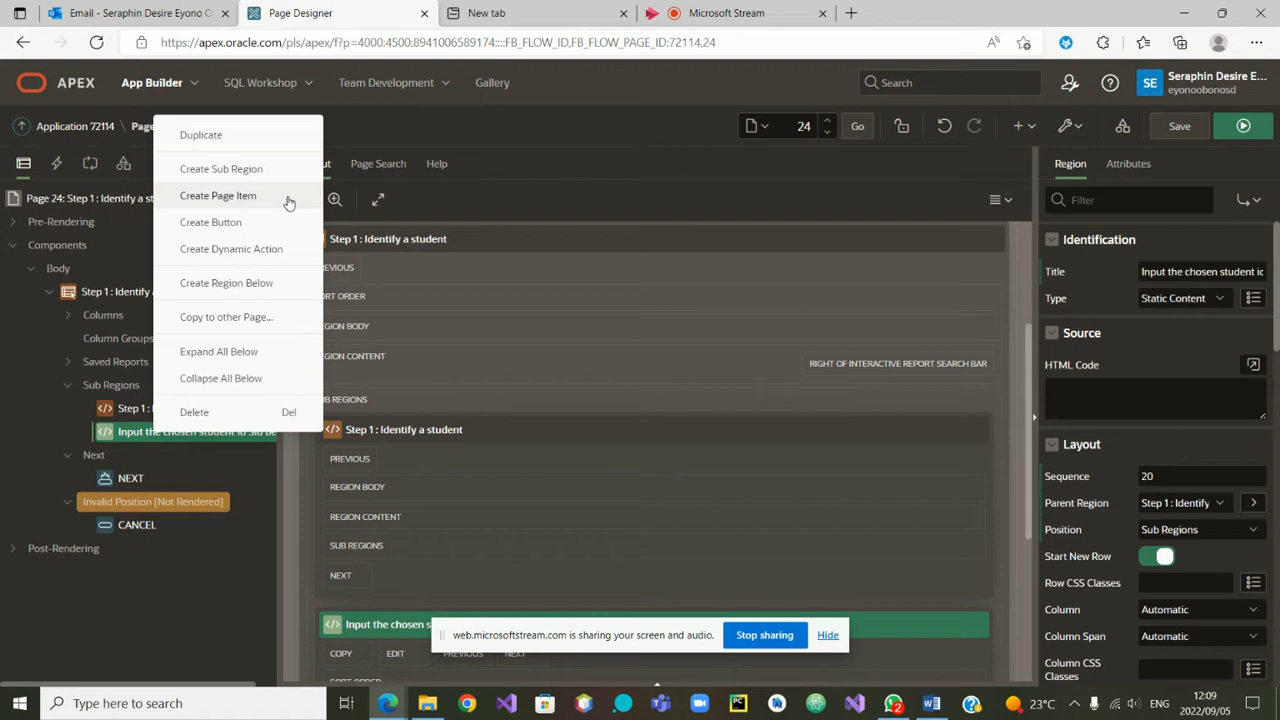 Email - Seraphin Desire Eyono O
Page Designer
New tab
Microsoft Stream
https://apex.oracle.com/pls/apex/f?p=4000:4500:8941006589174::::FB_FLOW_ID,FB_FLOW_PAGE_ID:72114,24
APEX
App Builder
SQL Workshop
Team Development
Gallery
Search
SE
Seraphin Desire E...
eyonoobonosd
Application 72114 \ Page
24
Go
Save
Page Search
Help
Region
Attributes
Duplicate
Create Sub Region
Create Page Item
Create Button
Create Dynamic Action
Create Region Below
Copy to other Page...
Expand All Below
Collapse All Below
Delete Del
Page 24: Step 1: Identify a st
Pre-Rendering
Components
Body
Step 1: Identify
Columns
Column Groups
Saved Reports
Sub Regions
Step 1:
Input the chosen student id
Next
NEXT
Invalid Position [Not Rendered]
CANCEL
Post-Rendering
Step 1: Identify a student
REVIOUS
ORT ORDER
REGION BODY
EGION CONTENT
RIGHT OF INTERACTIVE REPORT SEARCH BAR
UB REGIONS
Step 1: Identify a student
PREVIOUS
REGION BODY
REGION CONTENT
SUB REGIONS
NEXT
Input the chosen s
COPY EDIT PREVIOUS NEXT
SORT ORDER
Filter
Identification
Title Input the chosen student ic
Type Static Content
Source
HTML Code
Layout
Sequence 20
Parent Region Step 1: Identify
Position Sub Regions
Start New Row
Row CSS Classes
Column Automatic
Column Span Automatic
Column CSS
Classes
web.microsoftstream.com is sharing your screen and audio.
Stop sharing
Hide
Type here to search
PC
2
23°C
ENG
12:09
2022/09/05